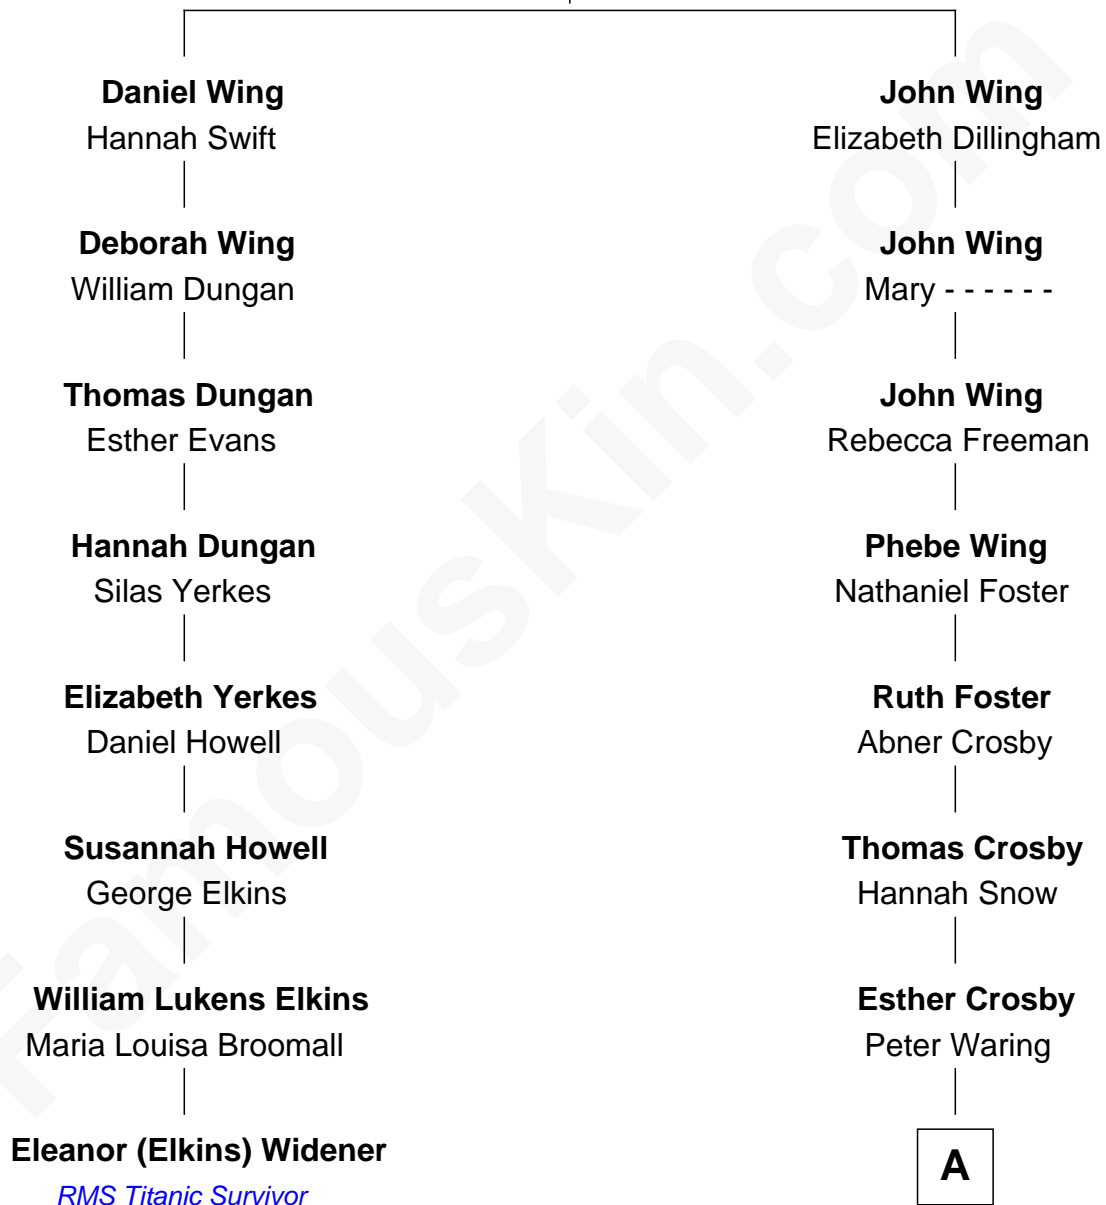 Daniel Wing
Hannah Swift
Deborah Wing
William Dungan
Thomas Dungan
Esther Evans
Hannah Dungan
Silas Yerkes
Elizabeth Yerkes
Daniel Howell
Susannah Howell
George Elkins
William Lukens Elkins
Maria Louisa Broomall
Eleanor (Elkins) Widener
RMS Titanic Survivor
John Wing
Elizabeth Dillingham
John Wing
Mary - - - - - -
John Wing
Rebecca Freeman
Phebe Wing
Nathaniel Foster
Ruth Foster
Abner Crosby
Thomas Crosby
Hannah Snow
Esther Crosby
Peter Waring
A
FamousKin.com